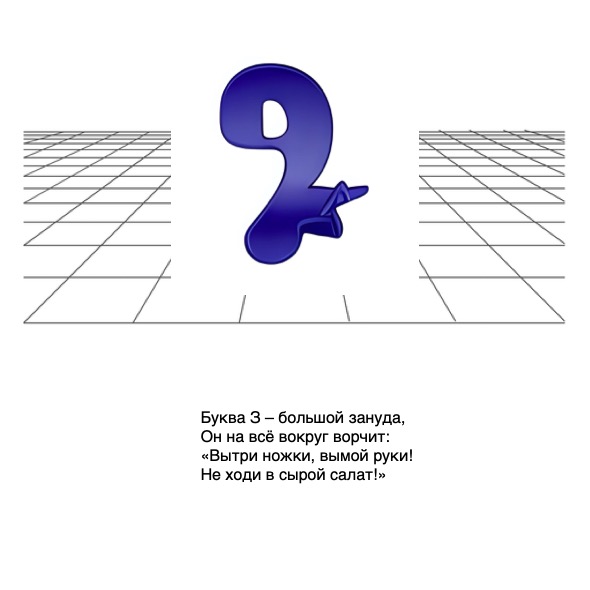 Буква З – большой зануда,
Он на всё вокруг ворчит:
«Вытри ножки, вымой руки!
Не ходи в сырой салат!»